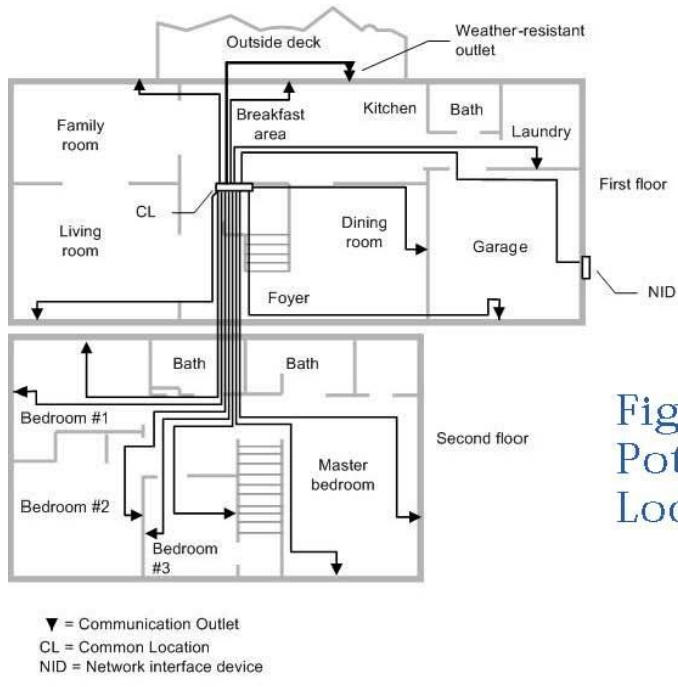 Outside deck
Weather-resistant
outlet
Family
room
Breakfast
area
Kitchen
Bath
Laundry
First floor
CL
Living
room
Dining
room
Garage
Foyer
NID
Bath
Bath
Bedroom #1
Second floor
Master
bedroom
Bedroom #2
Bedroom
#3
Fig
Pot
Loc
▼ = Communication Outlet
CL = Common Location
NID = Network interface device